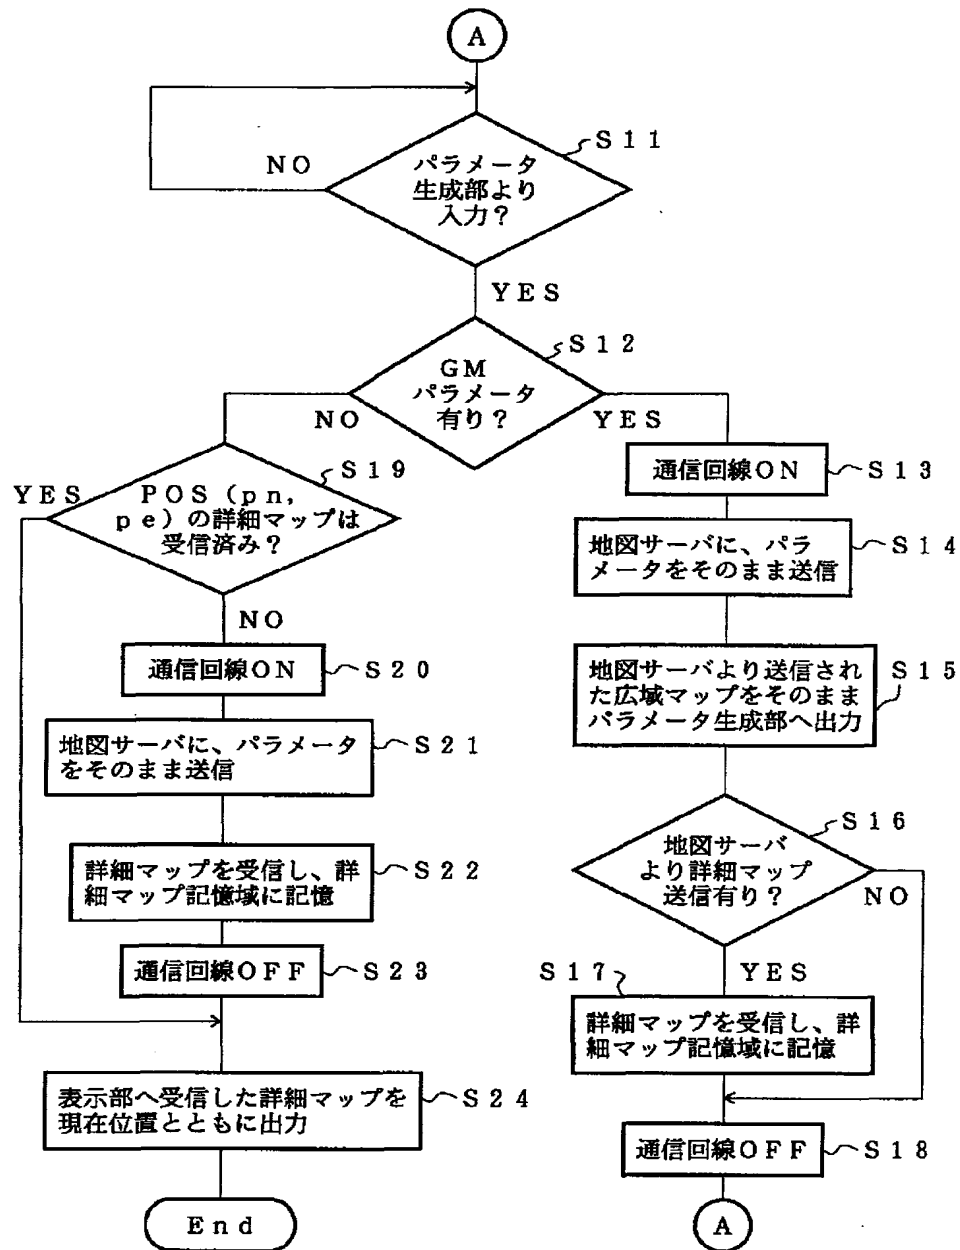 A
S11
NO
パラメータ
生成部より
入力？
YES
S12
GM
パラメータ
有り？
NO
YES
S19
YES
POS（pn,
pe）の詳細マップは
受信済み？
NO
S13
通信回線ON
S14
地図サーバに、パラ
メータをそのまま送信
S15
地図サーバより送信され
た広域マップをそのまま
パラメータ生成部へ出力
S16
地図サーバ
より詳細マップ
送信有り？
NO
YES
S17
詳細マップを受信し、詳
細マップ記憶域に記憶
通信回線OFF
S18
A
通信回線ON
S20
地図サーバに、パラメータ
をそのまま送信
S21
詳細マップを受信し、詳
細マップ記憶域に記憶
S22
通信回線OFF
S23
表示部へ受信した詳細マップを
現在位置とともに出力
S24
End